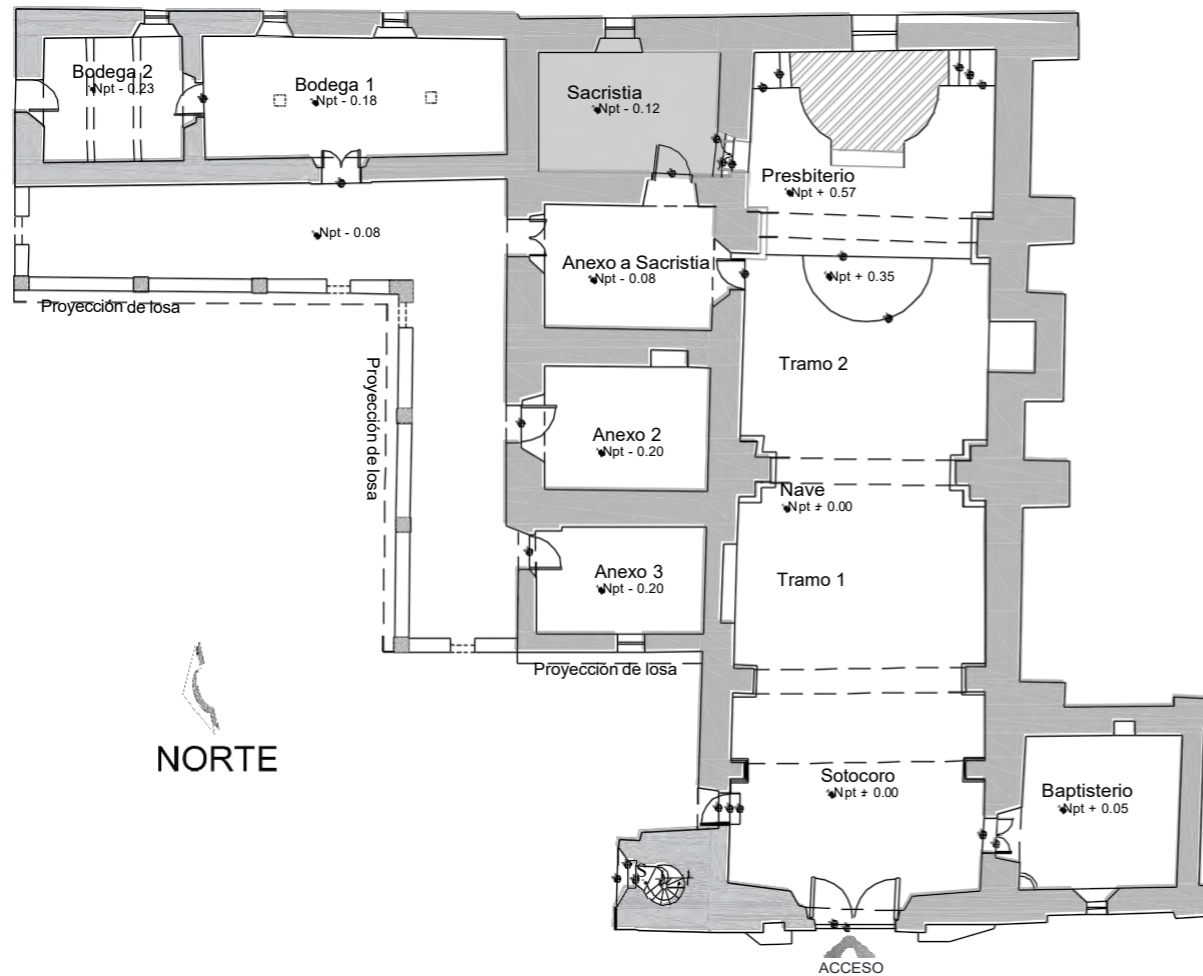 Bodega 2
Npt - 0.23
Bodega 1
Npt - 0.18
Sacristia
Npt - 0.12
Presbiterio
Npt + 0.57
Npt - 0.08
Anexo a Sacristia
Npt - 0.08
Npt + 0.35
Proyección de losa
Proyección de losa
Tramo 2
Anexo 2
Npt - 0.20
Nave
Npt ± 0.00
Anexo 3
Npt - 0.20
Tramo 1
Proyección de losa
NORTE
Sotocoro
Npt ± 0.00
Baptisterio
Npt + 0.05
S
ACCESO